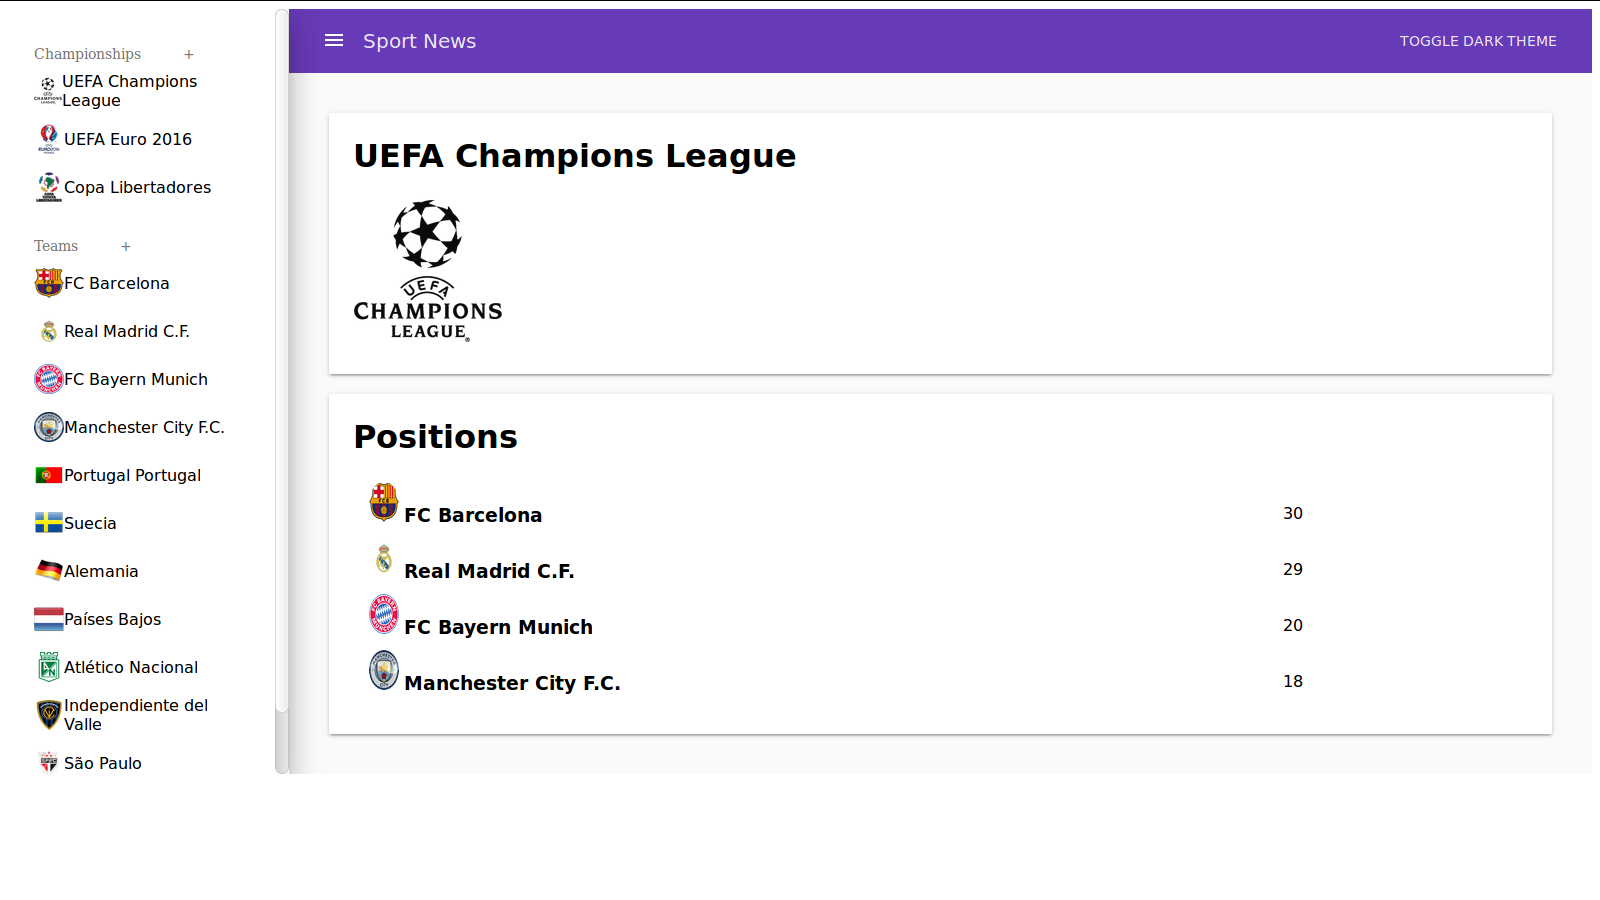 Championships +
UEFA Champions
League
UEFA Euro 2016
Copa Libertadores
Teams +
FC Barcelona
Real Madrid C.F.
FC Bayern Munich
Manchester City F.C.
Portugal Portugal
Suecia
Alemania
Países Bajos
Atlético Nacional
Independiente del
Valle
São Paulo
Sport News
TOGGLE DARK THEME
UEFA Champions League
UEFA
CHAMPIONS
LEAGUE®
Positions
FC Barcelona 30
Real Madrid C.F. 29
FC Bayern Munich 20
Manchester City F.C. 18